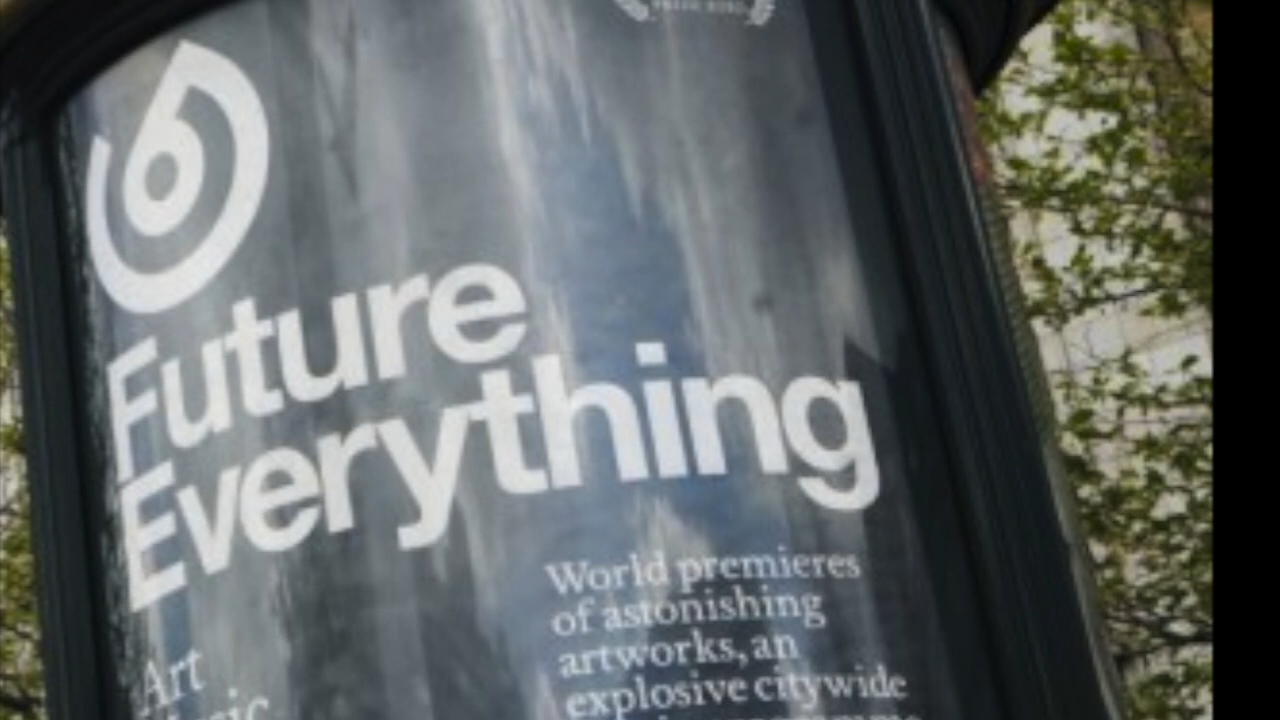 Future
Everything
World premieres
of astonishing
artworks, an
explosive citywide
Art